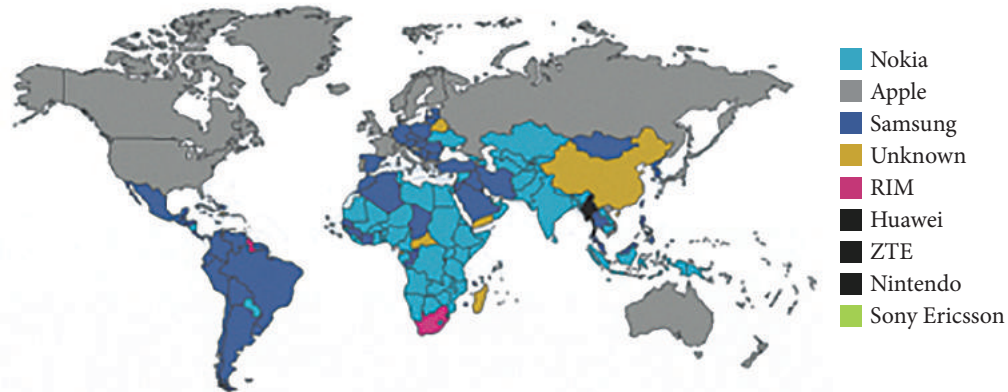 Nokia
Apple
Samsung
Unknown
RIM
Huawei
ZTE
Nintendo
Sony Ericsson